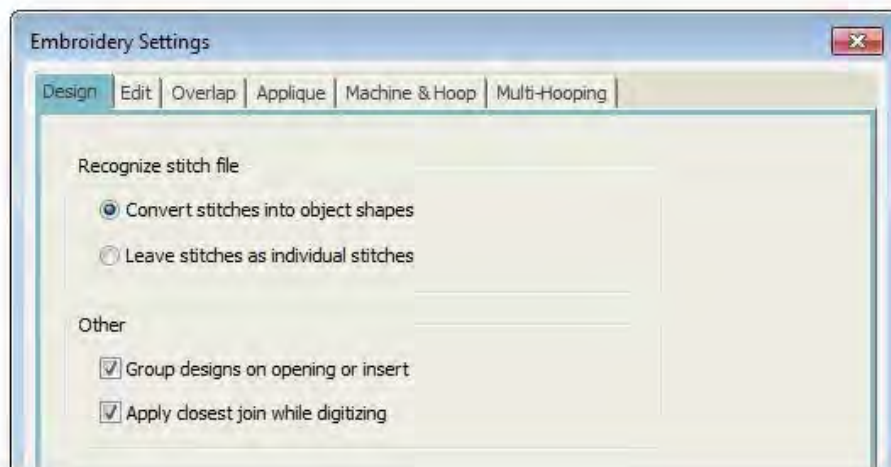 Embroidery Settings
Design Edit Overlap Applique Machine & Hoop Multi-Hooping
Recognize stitch file
Convert stitches into object shapes
Leave stitches as individual stitches
Other
Group designs on opening or insert
Apply closest join while digitizing